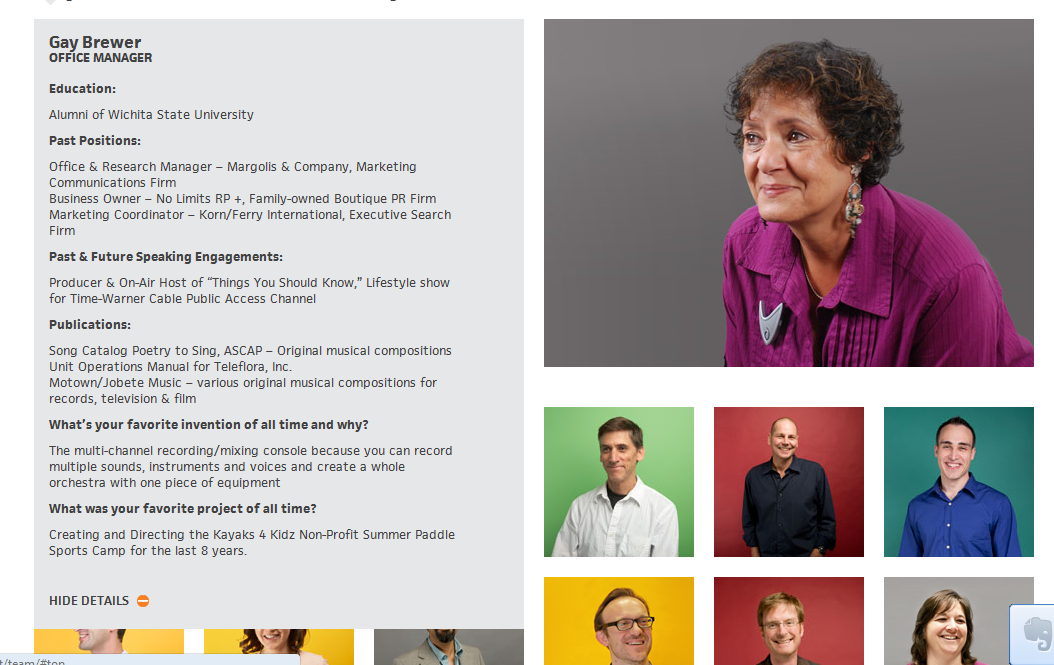 Gay Brewer
OFFICE MANAGER
Education:
Alumni of Wichita State University
Past Positions:
Office & Research Manager – Margolis & Company, Marketing
Communications Firm
Business Owner – No Limits RP +, Family-owned Boutique PR Firm
Marketing Coordinator – Korn/Ferry International, Executive Search
Firm
Past & Future Speaking Engagements:
Producer & On-Air Host of “Things You Should Know,” Lifestyle show
for Time-Warner Cable Public Access Channel
Publications:
Song Catalog Poetry to Sing, ASCAP – Original musical compositions
Unit Operations Manual for Teleflora, Inc.
Motown/Jobete Music – various original musical compositions for
records, television & film
What’s your favorite invention of all time and why?
The multi-channel recording/mixing console because you can record
multiple sounds, instruments and voices and create a whole
orchestra with one piece of equipment
What was your favorite project of all time?
Creating and Directing the Kayaks 4 Kidz Non-Profit Summer Paddle
Sports Camp for the last 8 years.
HIDE DETAILS
t/team/#top